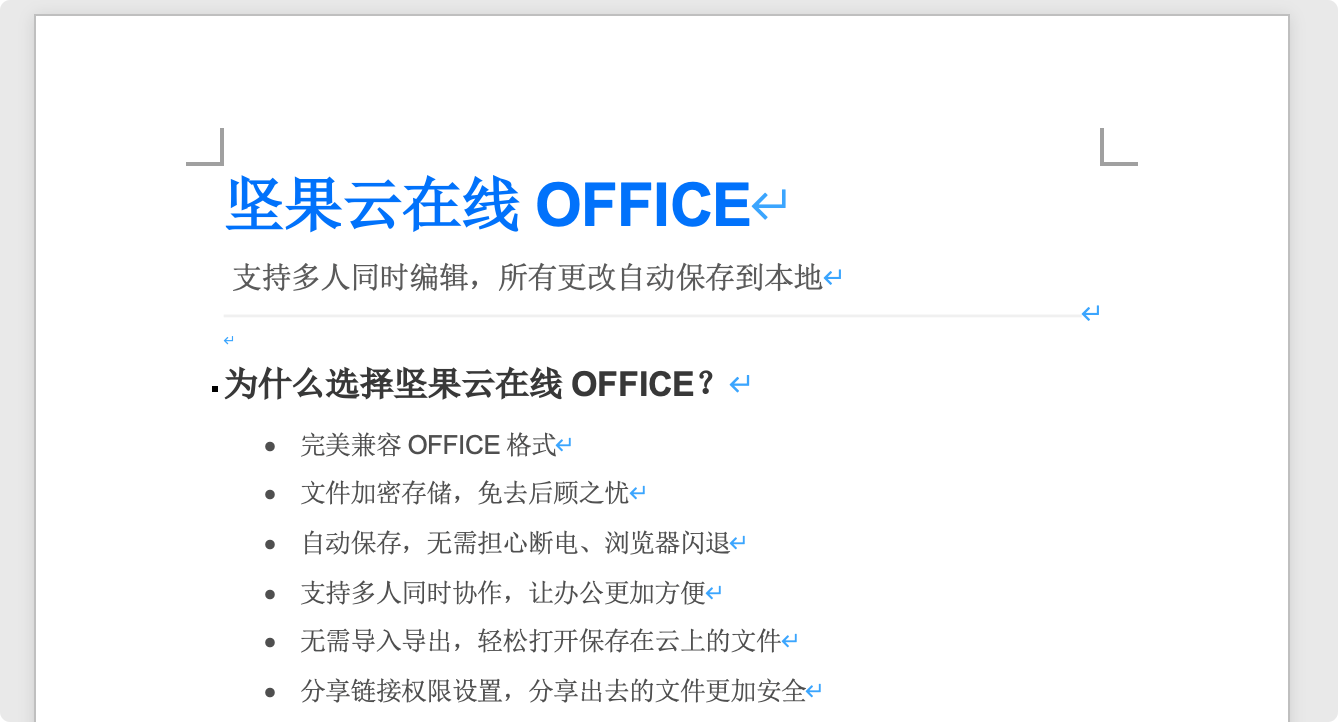 坚果云在线 OFFICE
支持多人同时编辑，所有更改自动保存到本地
为什么选择坚果云在线 OFFICE？
完美兼容 OFFICE 格式
文件加密存储，免去后顾之忧
自动保存，无需担心断电、浏览器闪退
支持多人同时协作，让办公更加方便
无需导入导出，轻松打开保存在云上的文件
分享链接权限设置，分享出去的文件更加安全